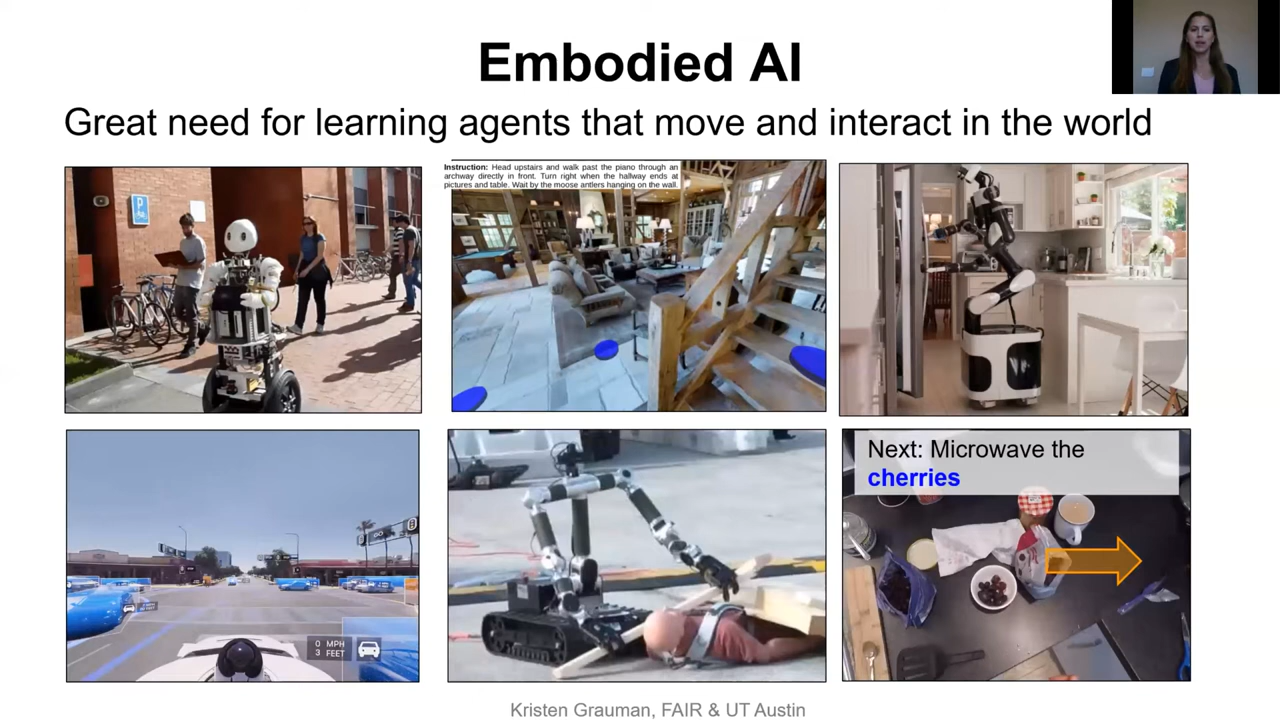 Embodied AI
Great need for learning agents that move and interact in the world
Instruction: Head upstairs and walk past the piano through an
archway directly in front. Turn right when the hallway ends at
pictures and table. Wait by the moose antlers hanging on the wall.
P
Next: Microwave the
cherries
0 MPH
3 FEET
Kristen Grauman, FAIR & UT Austin